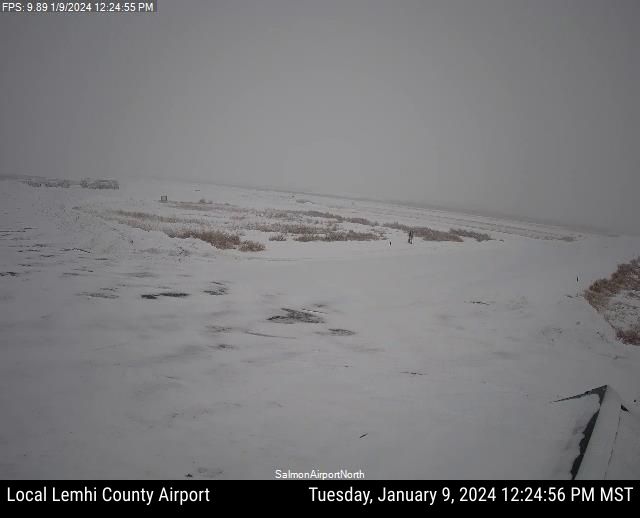 FPS: 9.89 1/9/2024 12:24:55 PM
SalmonAirportNorth
Local Lemhi County Airport Tuesday, January 9, 2024 12:24:56 PM MST